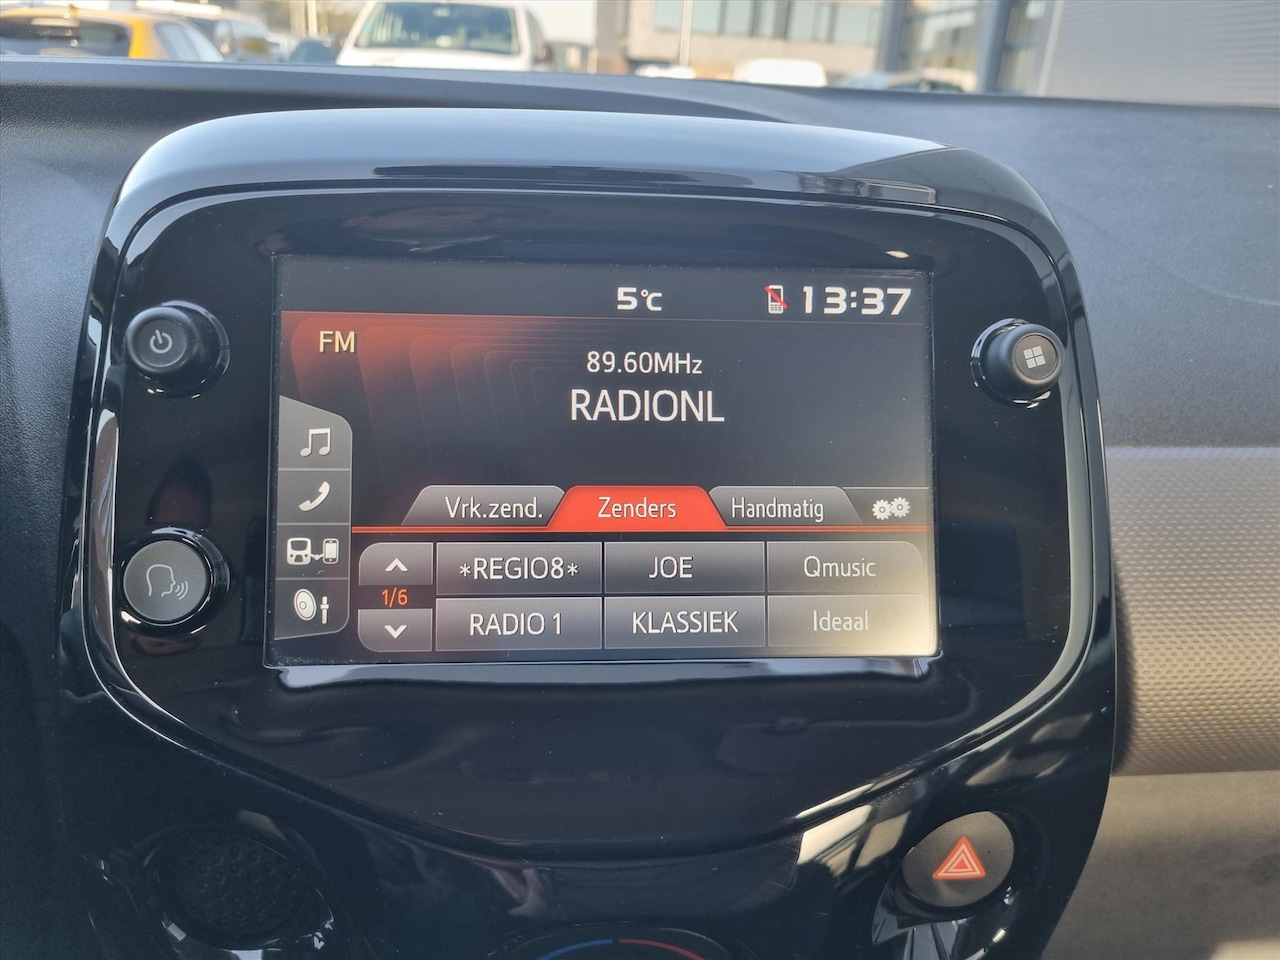 5°C 13:37
FM
89.60MHz
RADIONL
Vrk.zend. Zenders Handmatig
*REGIO8* JOE Qmusic
1/6
RADIO 1 KLASSIEK Ideaal